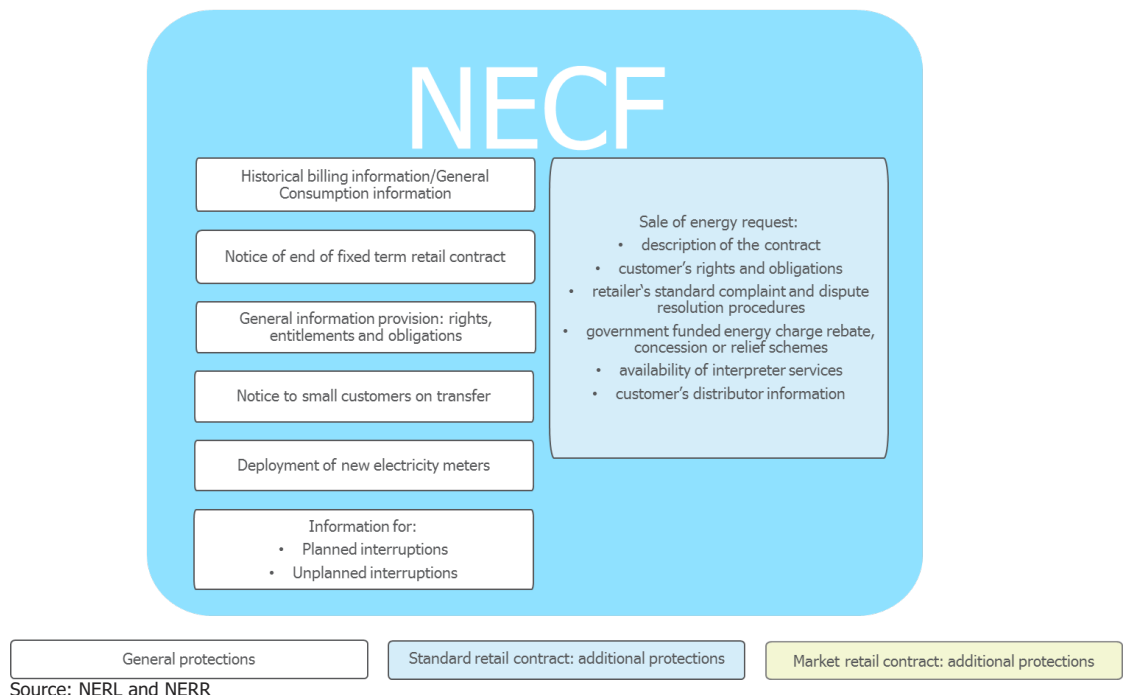 NECF
Historical billing information/General
Consumption information
Notice of end of fixed term retail contract
General information provision: rights,
entitlements and obligations
Notice to small customers on transfer
Deployment of new electricity meters
Information for:
• Planned interruptions
• Unplanned interruptions
Sale of energy request:
• description of the contract
• customer's rights and obligations
• retailer‘s standard complaint and dispute
resolution procedures
• government funded energy charge rebate,
concession or relief schemes
• availability of interpreter services
• customer’s distributor information
General protections
Standard retail contract: additional protections
Market retail contract: additional protections
Source: NERL and NERR